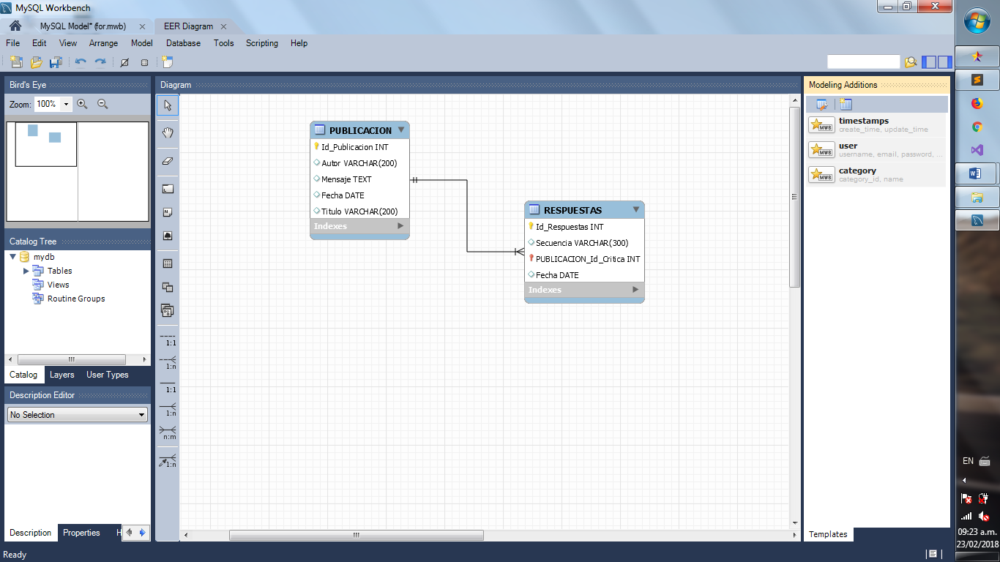 MySQL Workbench
MySQL Model* (for.mwb)
EER Diagram
File Edit View Arrange Model Database Tools Scripting Help
Bird's Eye
Zoom: 100%
Catalog Tree
mydb
Tables
Views
Routine Groups
Catalog Layers User Types
Description Editor
No Selection
Description Properties H
Ready
Diagram
1:1
1:n
1:1
1:n
n:m
1:n
PUBLICACION
Id_Publicacion INT
Autor VARCHAR(200)
Mensaje TEXT
Fecha DATE
Titulo VARCHAR(200)
Indexes
RESPUESTAS
Id_Respuestas INT
Secuencia VARCHAR(300)
PUBLICACION_Id_Critica INT
Fecha DATE
Indexes
Modeling Additions
MWB
timestamps
create_time, update_time
MWB
user
username, email, password, ...
MWB
category
category_id, name
Templates
EN
09:23 a.m.
23/02/2018